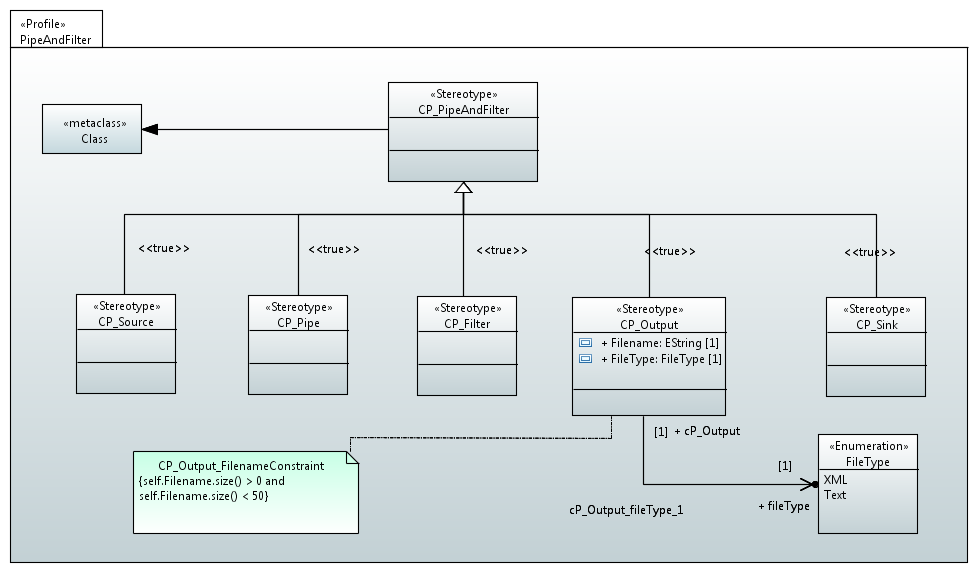 «Profile»
PipeAndFilter
«metaclass»
Class
«Stereotype»
CP_PipeAndFilter
<<true>>
<<true>>
<<true>>
<<true>>
<<true>>
«Stereotype»
CP_Source
«Stereotype»
CP_Pipe
«Stereotype»
CP_Filter
«Stereotype»
CP_Output
+ Filename: EString [1]
+ FileType: FileType [1]
«Stereotype»
CP_Sink
CP_Output_FilenameConstraint
{self.Filename.size() > 0 and
self.Filename.size() < 50}
[1] + cP_Output
[1]
+ fileType
cP_Output_fileType_1
«Enumeration»
FileType
XML
Text